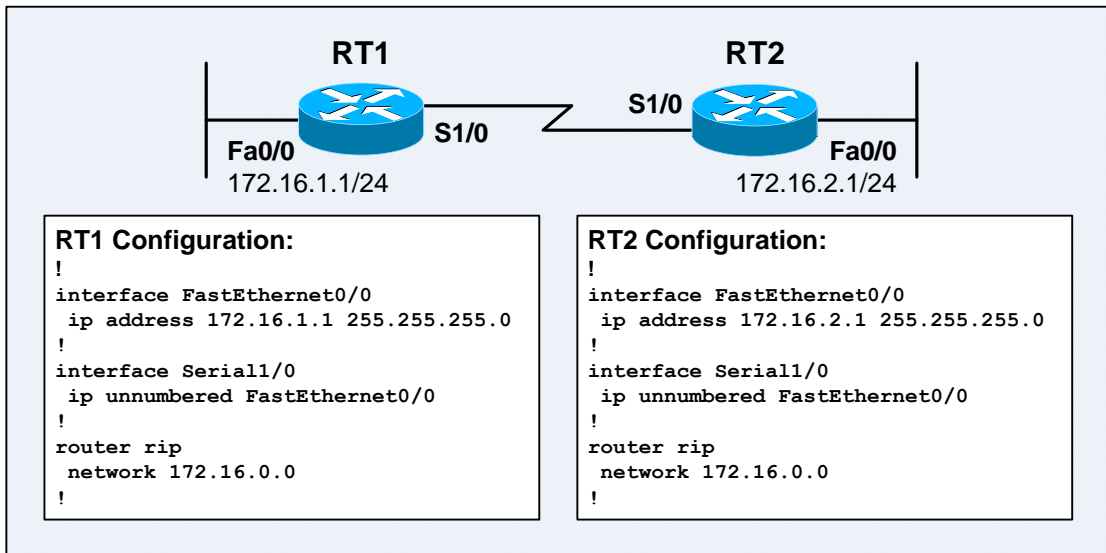 RT1
RT2
S1/0
S1/0
Fa0/0
172.16.1.1/24
Fa0/0
172.16.2.1/24
RT1 Configuration:
!
interface FastEthernet0/0
 ip address 172.16.1.1 255.255.255.0
!
interface Serial1/0
 ip unnumbered FastEthernet0/0
!
router rip
 network 172.16.0.0
!
RT2 Configuration:
!
interface FastEthernet0/0
 ip address 172.16.2.1 255.255.255.0
!
interface Serial1/0
 ip unnumbered FastEthernet0/0
!
router rip
 network 172.16.0.0
!